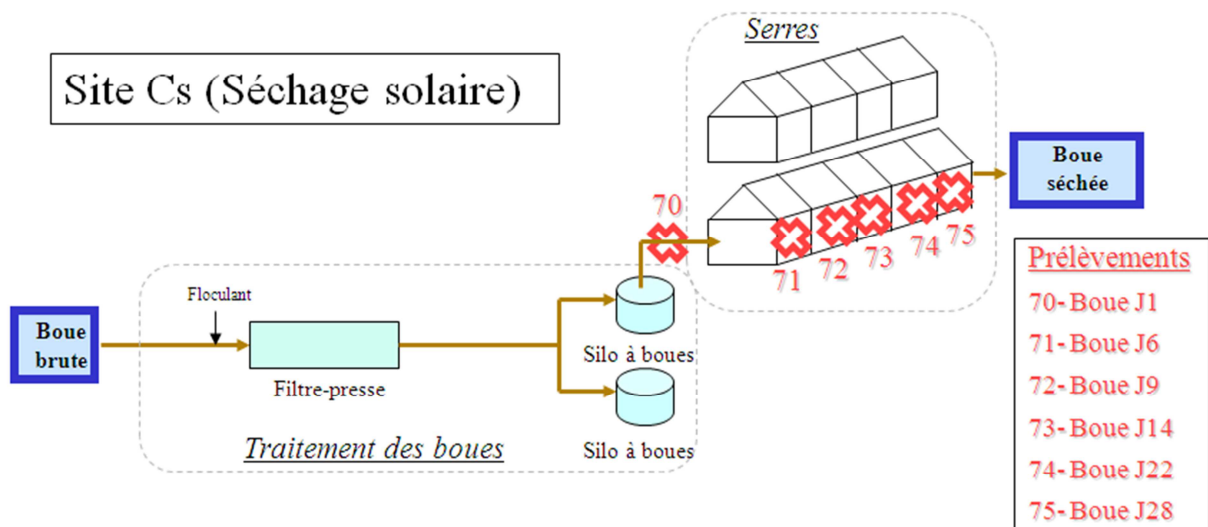 Site Cs (Séchage solaire)
Serres
Boue
séchée
70
71
72
73
74
75
Floculant
Boue
brute
Filtre-presse
Silo à boues
Silo à boues
Traitement des boues
Prélèvements
70- Boue J1
71- Boue J6
72- Boue J9
73- Boue J14
74- Boue J22
75- Boue J28